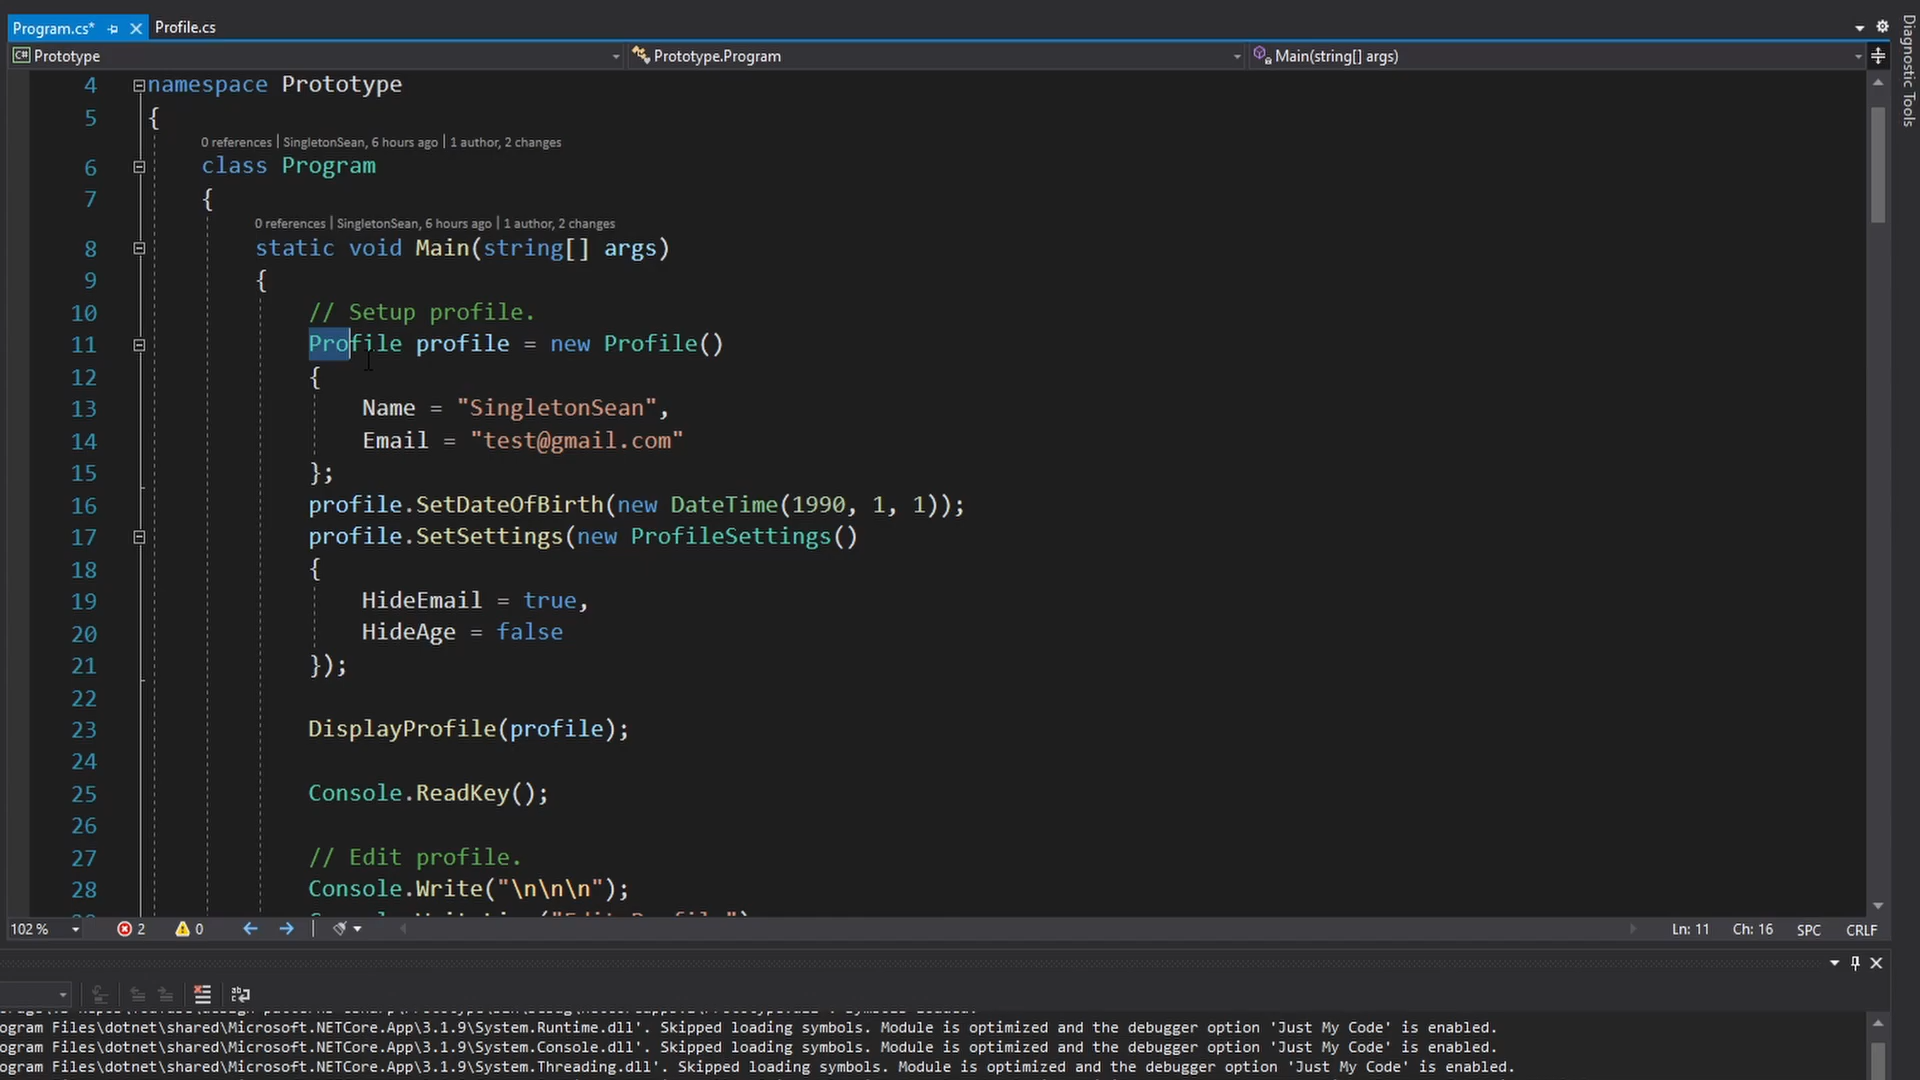 Program.cs*
Profile.cs
Prototype
Prototype.Program
Main(string[] args)
Diagnostic Tools
4 namespace Prototype
5 {
0 references | SingletonSean, 6 hours ago | 1 author, 2 changes
6 class Program
7 {
0 references | SingletonSean, 6 hours ago | 1 author, 2 changes
8 static void Main(string[] args)
9 {
10 // Setup profile.
11 Profile profile = new Profile()
12 {
13 Name = "SingletonSean",
14 Email = "test@gmail.com"
15 };
16 profile.SetDateOfBirth(new DateTime(1990, 1, 1));
17 profile.SetSettings(new ProfileSettings()
18 {
19 HideEmail = true,
20 HideAge = false
21 });
22
23 DisplayProfile(profile);
24
25 Console.ReadKey();
26
27 // Edit profile.
28 Console.Write("\n\n\n");
102 % 2 0 Ln: 11 Ch: 16 SPC CRLF
ogram Files\dotnet\shared\Microsoft.NETCore.App\3.1.9\System.Runtime.dll'. Skipped loading symbols. Module is optimized and the debugger option 'Just My Code' is enabled.
ogram Files\dotnet\shared\Microsoft.NETCore.App\3.1.9\System.Console.dll'. Skipped loading symbols. Module is optimized and the debugger option 'Just My Code' is enabled.
ogram Files\dotnet\shared\Microsoft.NETCore.App\3.1.9\System.Threading.dll'. Skipped loading symbols. Module is optimized and the debugger option 'Just My Code' is enabled.